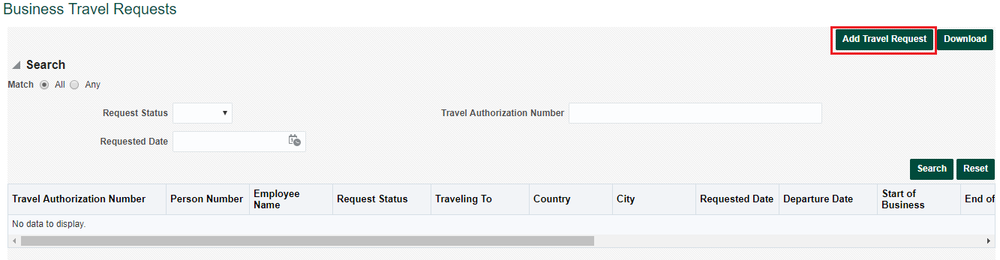 Business Travel Requests
Add Travel Request Download
Search
Match All Any
Request Status Travel Authorization Number
Requested Date
Search Reset
Travel Authorization Number Person Number Employee Name Request Status Traveling To Country City Requested Date Departure Date Start of Business End of
No data to display.